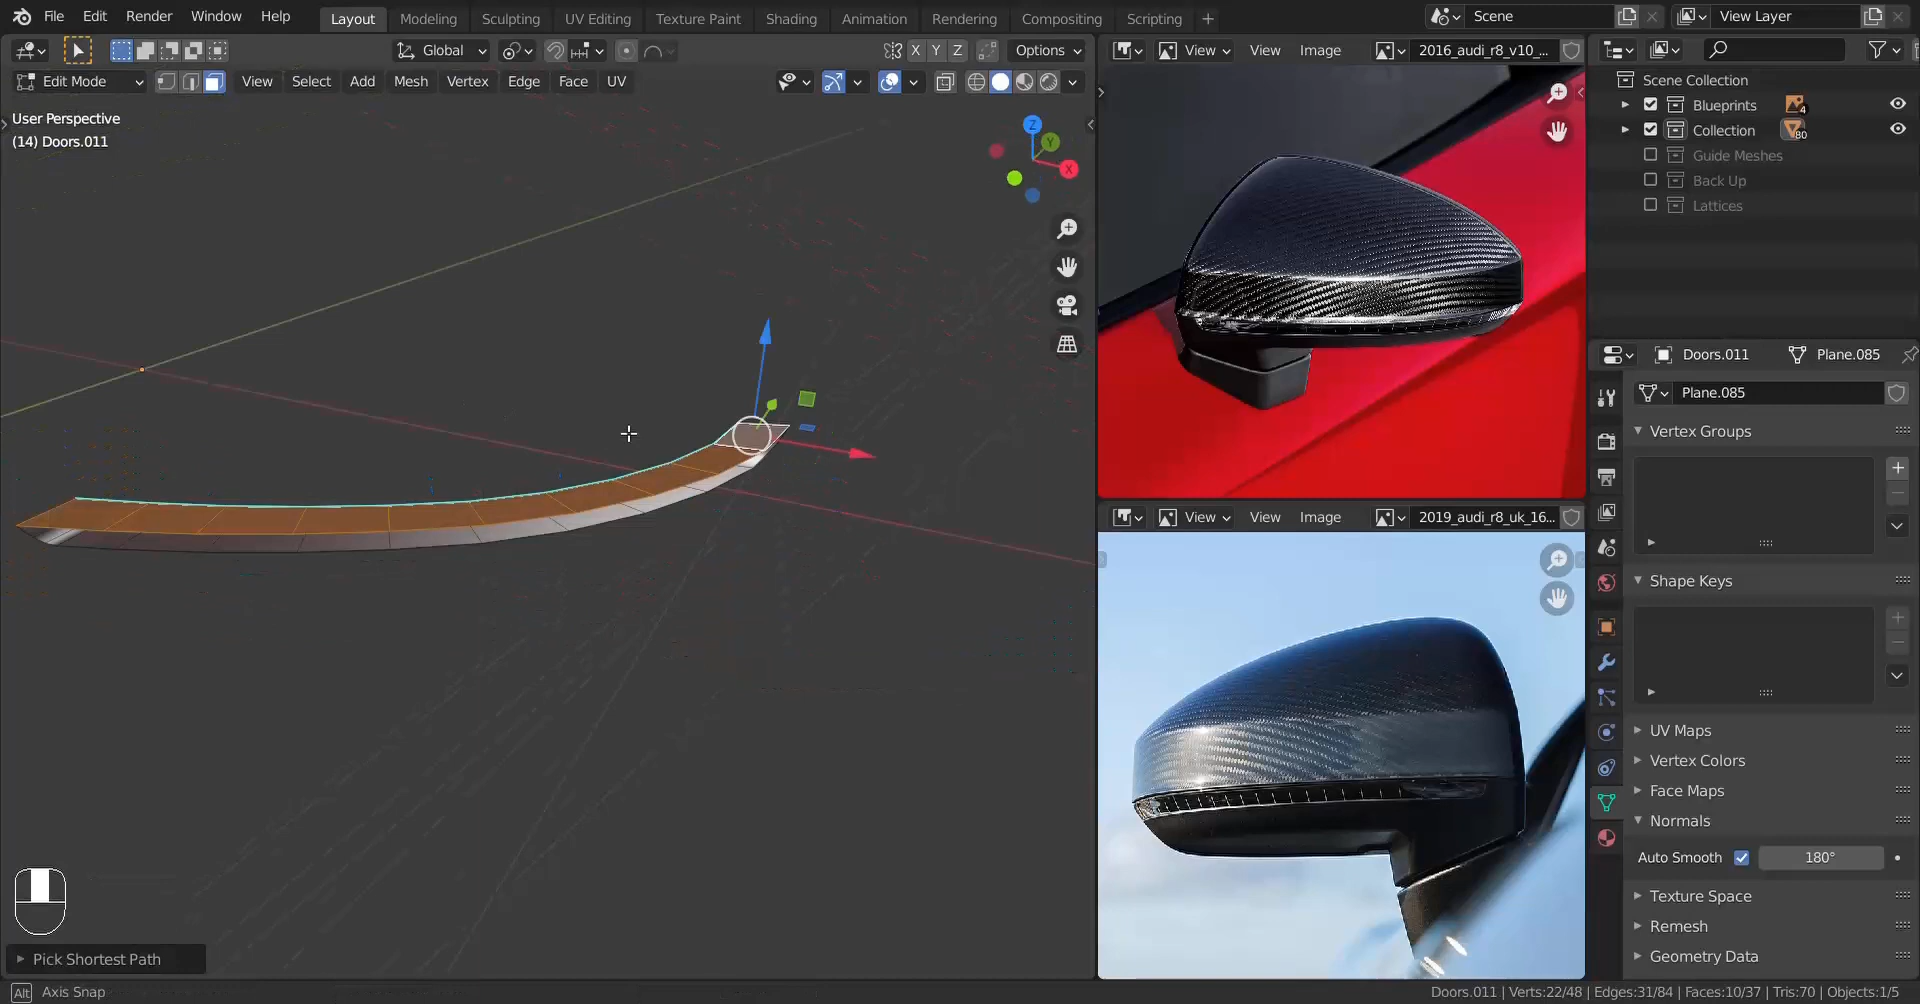 File Edit Render Window Help Layout Modeling Sculpting UV Editing Texture Paint Shading Animation Rendering Compositing Scripting + Scene View Layer
Global X Y Z Options
View View Image 2016_audi_r8_v10_...
Edit Mode View Select Add Mesh Vertex Edge Face UV
User Perspective
(14) Doors.011
Z
Y
X
Scene Collection
Blueprints 4
Collection 80
Guide Meshes
Back Up
Lattices
Doors.011 Plane.085
Plane.085
Vertex Groups
View View Image 2019_audi_r8_uk_16...
Shape Keys
UV Maps
Vertex Colors
Face Maps
Normals
Auto Smooth 180°
Texture Space
Remesh
Geometry Data
Pick Shortest Path
Alt Axis Snap
Doors.011 | Verts:22/48 | Edges:31/84 | Faces:10/37 | Tris:70 | Objects:1/5